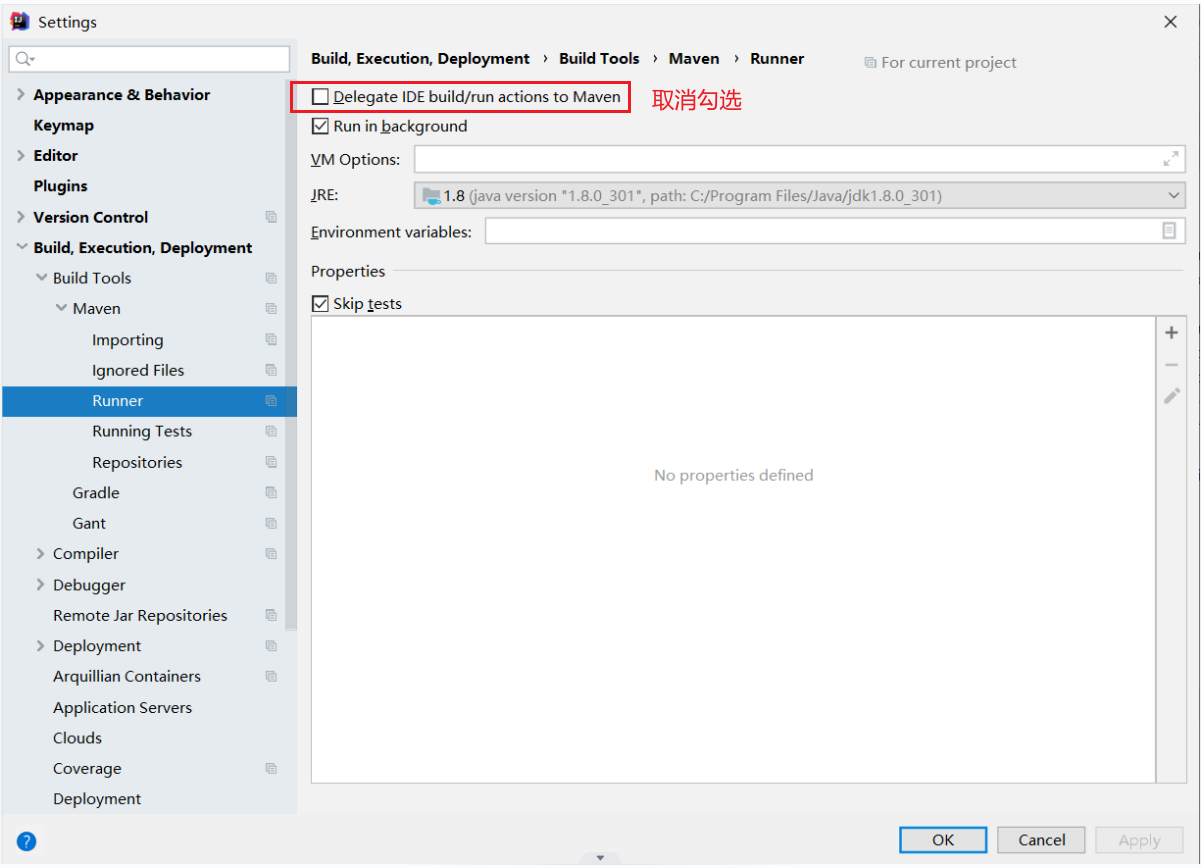 Settings
Appearance & Behavior
Keymap
Editor
Plugins
Version Control
Build, Execution, Deployment
Build Tools
Maven
Importing
Ignored Files
Runner
Running Tests
Repositories
Gradle
Gant
Compiler
Debugger
Remote Jar Repositories
Deployment
Arquillian Containers
Application Servers
Clouds
Coverage
Deployment
Build, Execution, Deployment › Build Tools › Maven › Runner For current project
Delegate IDE build/run actions to Maven 取消勾选
Run in background
VM Options:
JRE: 1.8 (java version "1.8.0_301", path: C:/Program Files/Java/jdk1.8.0_301)
Environment variables:
Properties
Skip tests
No properties defined
? OK Cancel Apply